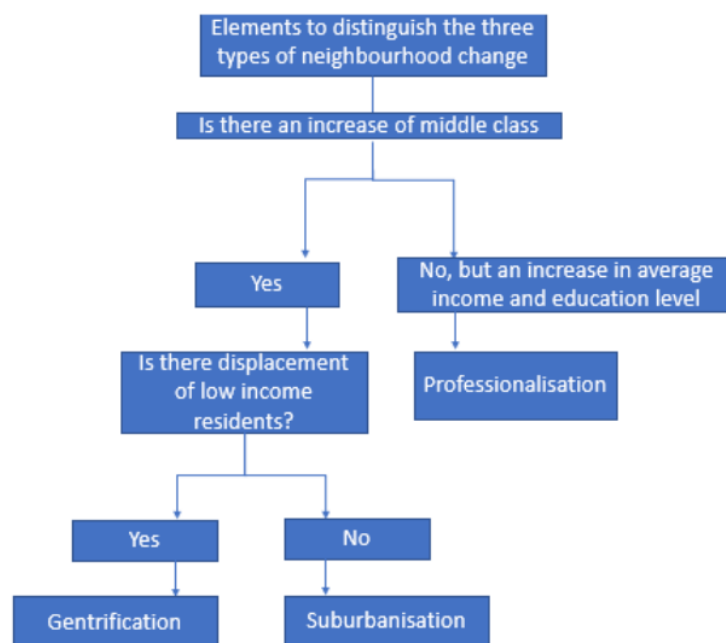 Elements to distinguish the three
types of neighbourhood change
Is there an increase of middle class
Yes
No, but an increase in average
income and education level
Is there displacement
of low income
residents?
Professionalisation
Yes
No
Gentrification
Suburbanisation